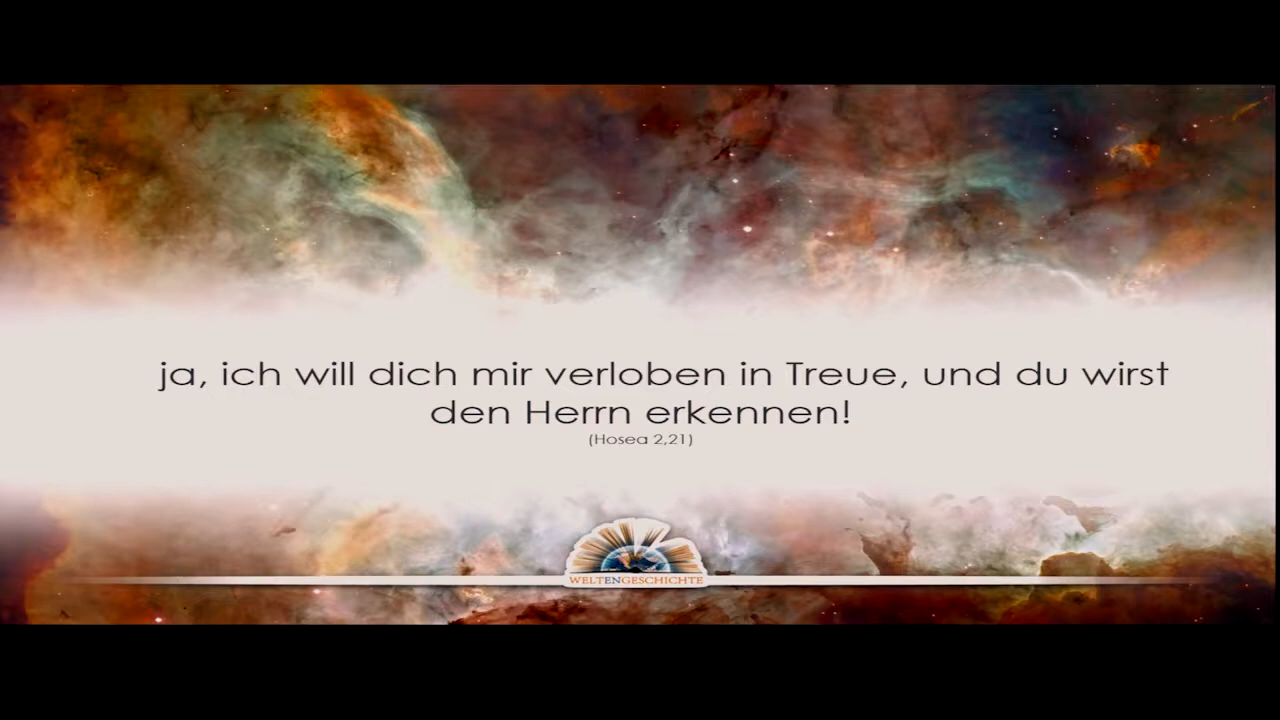 ja, ich will dich mir verloben in Treue, und du wirst
den Herrn erkennen!
(Hosea 2,21)
WELTENGESCHICHTE